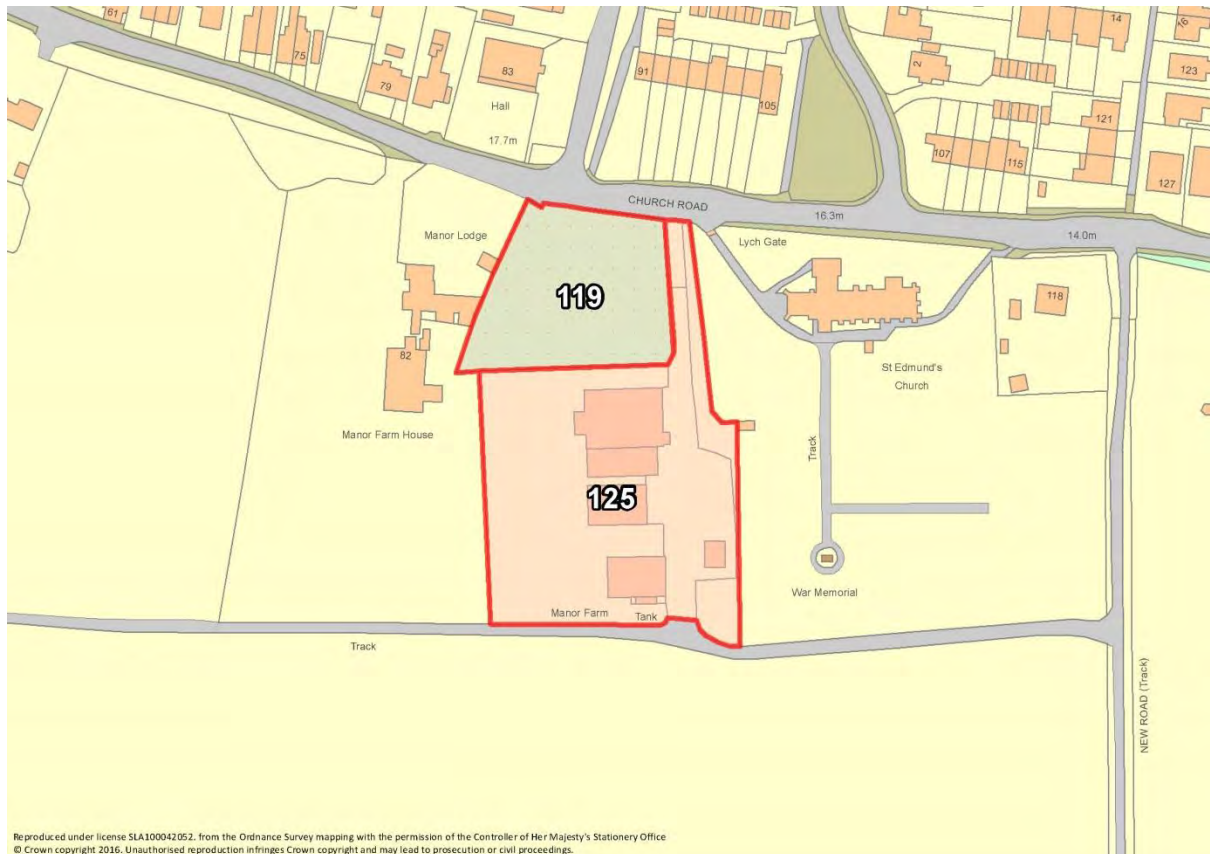 61
75
79
83
Hall
17.7m
91
105
2
14
16
123
107
115
121
127
CHURCH ROAD
16.3m
14.0m
Manor Lodge
Lych Gate
119
118
82
St Edmund's
Church
Manor Farm House
Track
125
War Memorial
Manor Farm
Tank
Track
NEW ROAD (Track)
Reproduced under license SLA100042052. from the Ordnance Survey mapping with the permission of the Controller of Her Majesty's Stationery Office
© Crown copyright 2016. Unauthorised reproduction infringes Crown copyright and may lead to prosecution or civil proceedings.